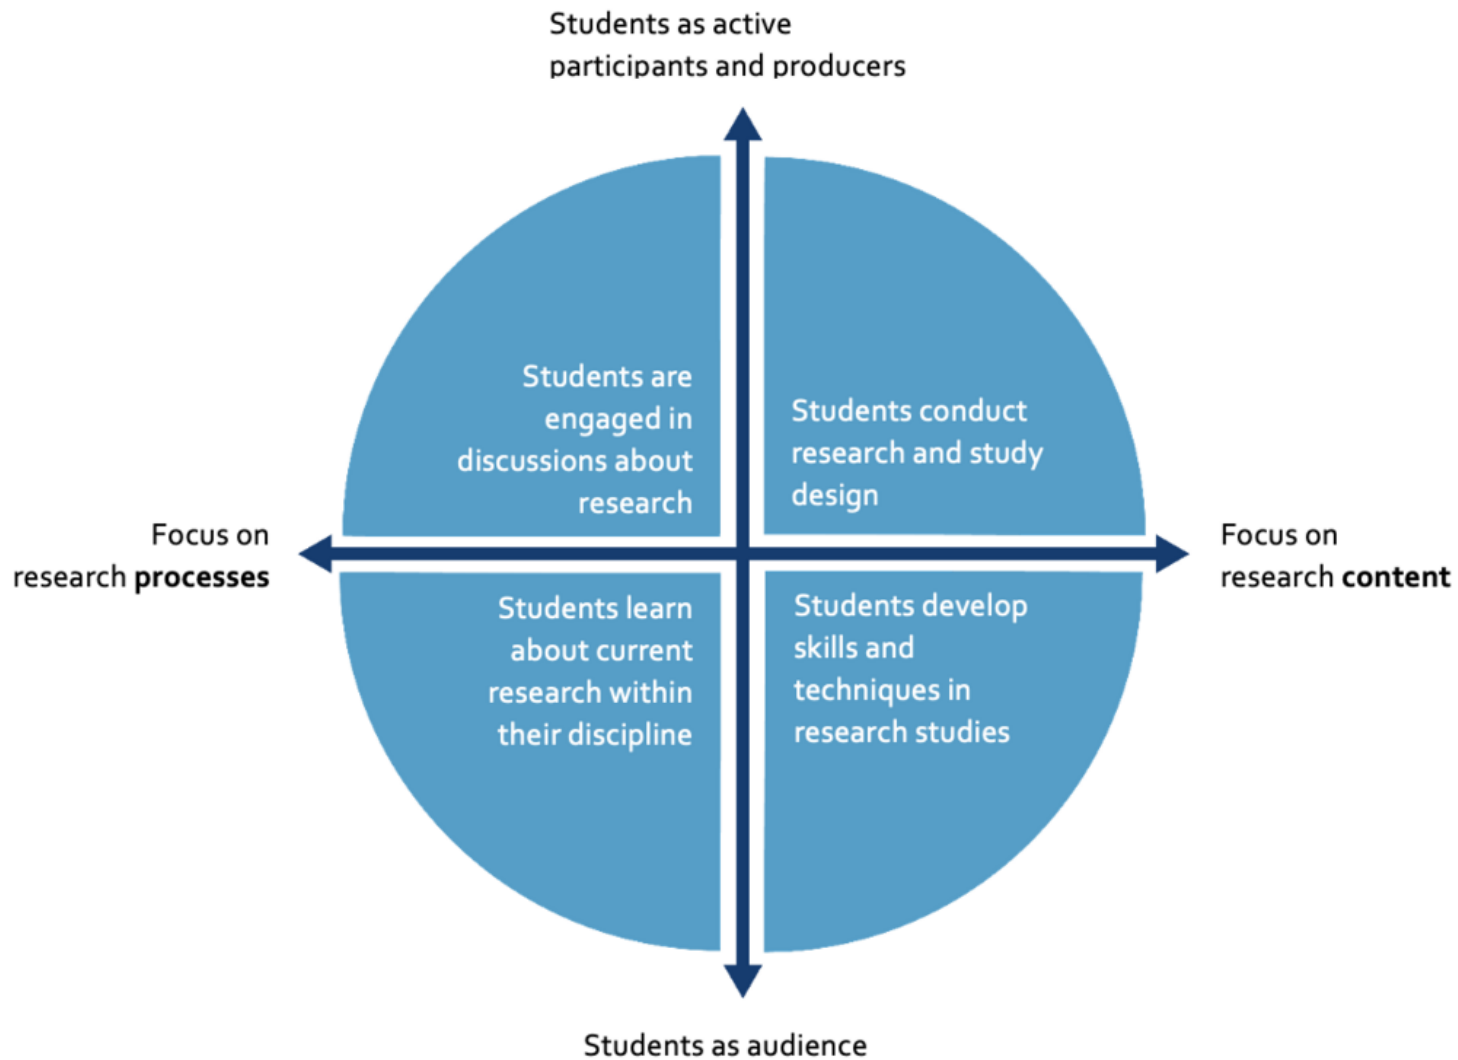 Students as active
participants and producers
Students are
engaged in
discussions about
research
Students conduct
research and study
design
Focus on
research processes
Focus on
research content
Students learn
about current
research within
their discipline
Students develop
skills and
techniques in
research studies
Students as audience